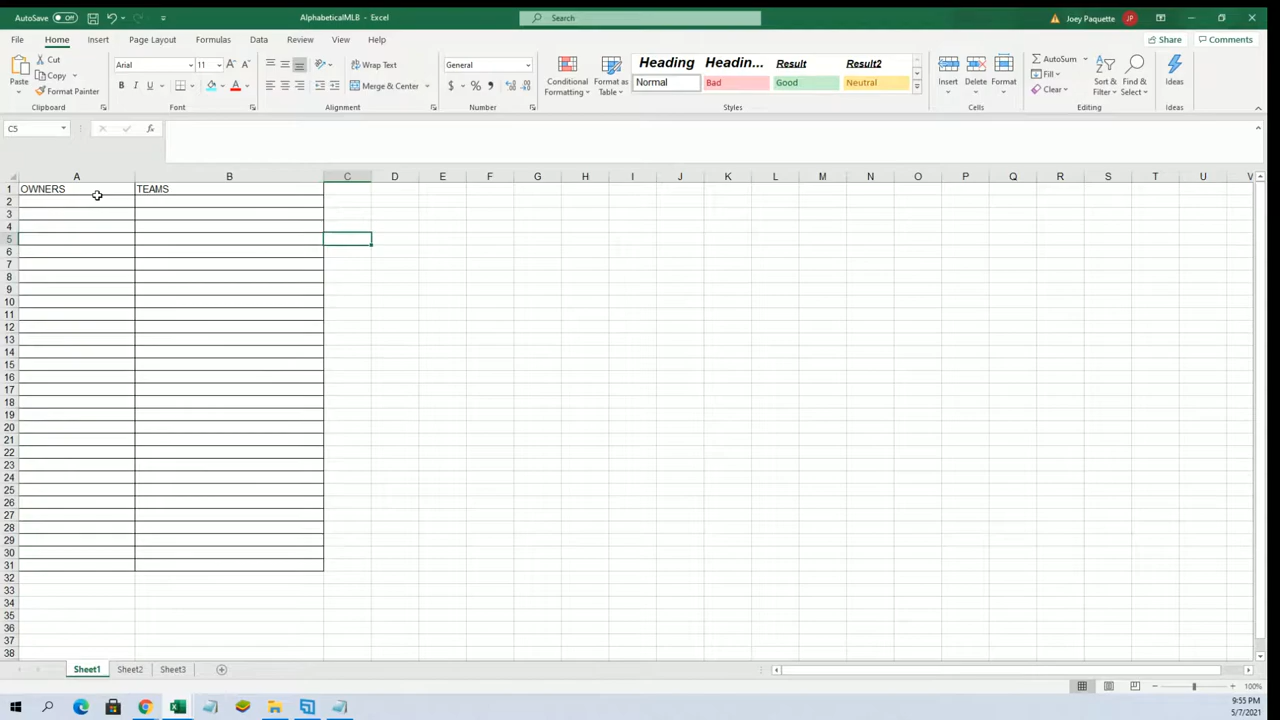 AutoSave Off AlphabeticalMLB - Excel Search Joey Paquette JP
File Home Insert Page Layout Formulas Data Review View Help Share Comments
Paste Cut Copy Format Painter Clipboard
Arial 11 A A B I U A Font
Wrap Text Merge & Center Alignment
General $ % , Number
Conditional Formatting Format as Table
Heading Headin... Result Result2
Normal Bad Good Neutral
Styles
Insert Delete Format Cells
AutoSum Fill Clear Sort & Filter Find & Select Editing
Ideas Ideas
C5 fx
A B C D E F G H I J K L M N O P Q R S T U V
1 OWNERS TEAMS
2
3
4
5
6
7
8
9
10
11
12
13
14
15
16
17
18
19
20
21
22
23
24
25
26
27
28
29
30
31
32
33
34
35
36
37
38
Sheet1 Sheet2 Sheet3
100%
9:55 PM
5/7/2021